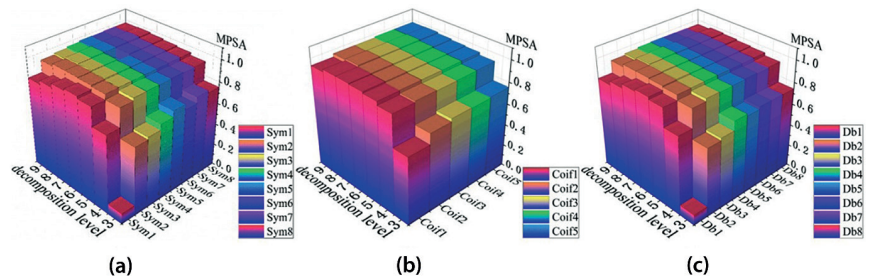 MPSA
1.0
0.8
0.6
0.4
0.2
0.0
9
8
7
6
5
4
3
decomposition level
Sym1
Sym2
Sym3
Sym4
Sym5
Sym6
Sym7
Sym8
Sym1
Sym2
Sym3
Sym4
Sym5
Sym6
Sym7
Sym8
(a)
MPSA
1.0
0.8
0.6
0.4
0.2
0.0
9
8
7
6
5
4
3
decomposition level
Coif1
Coif2
Coif3
Coif4
Coif5
Coif1
Coif2
Coif3
Coif4
Coif5
(b)
MPSA
1.0
0.8
0.6
0.4
0.2
0.0
9
8
7
6
5
4
3
decomposition level
Db1
Db2
Db3
Db4
Db5
Db6
Db7
Db8
Db1
Db2
Db3
Db4
Db5
Db6
Db7
Db8
(c)